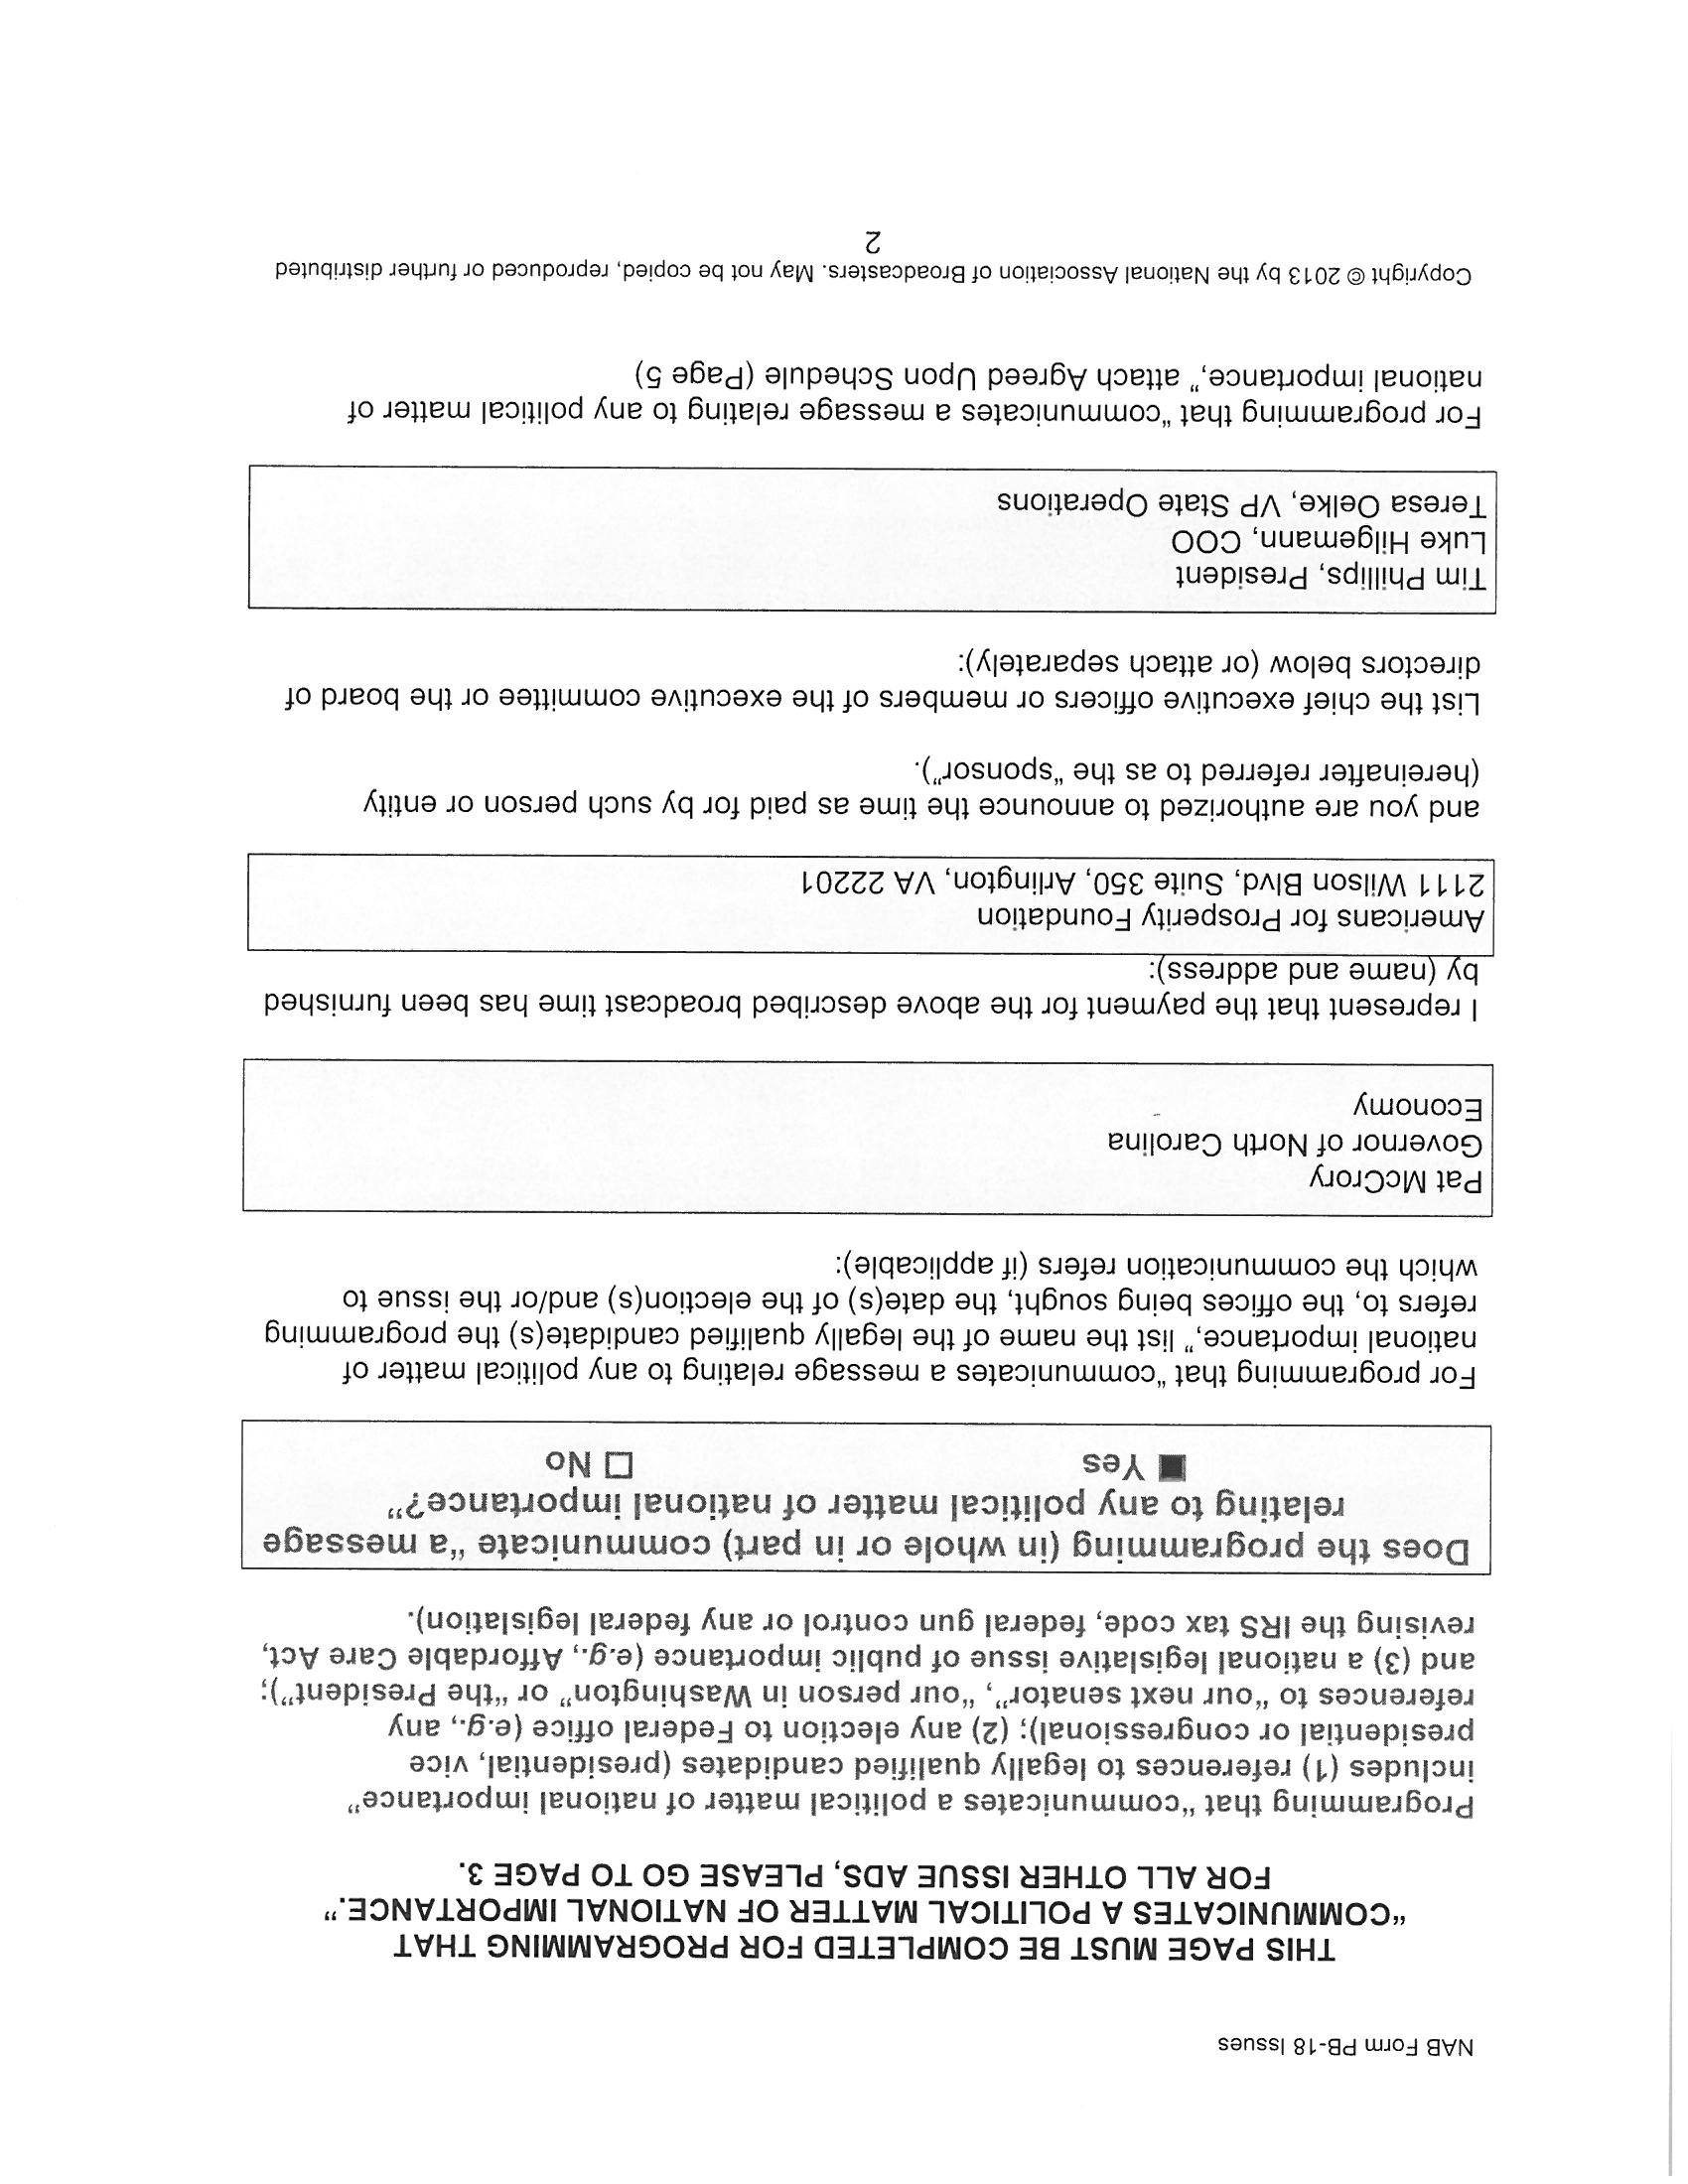 NAB Form PB-18 Issues
THIS PAGE MUST BE COMPLETED FOR PROGRAMMING THAT
“COMMUNICATES A POLITICAL MATTER OF NATIONAL IMPORTANCE.”
FOR ALL OTHER ISSUE ADS, PLEASE GO TO PAGE 3.
Programming that “communicates a political matter of national importance”
includes (1) references to legally qualified candidates (presidential, vice
presidential or congressional); (2) any election to Federal office (e.g., any
references to “our next senator”, “our person in Washington” or “the President”);
and (3) a national legislative issue of public importance (e.g., Affordable Care Act,
revising the IRS tax code, federal gun control or any federal legislation).
Does the programming (in whole or in part) communicate “a message
relating to any political matter of national importance?”
■ Yes □ No
For programming that “communicates a message relating to any political matter of
national importance,” list the name of the legally qualified candidate(s) the programming
refers to, the offices being sought, the date(s) of the election(s) and/or the issue to
which the communication refers (if applicable):
Pat McCrory
Governor of North Carolina
Economy
I represent that the payment for the above described broadcast time has been furnished
by (name and address):
Americans for Prosperity Foundation
2111 Wilson Blvd, Suite 350, Arlington, VA 22201
and you are authorized to announce the time as paid for by such person or entity
(hereinafter referred to as the “sponsor”).
List the chief executive officers or members of the executive committee or the board of
directors below (or attach separately):
Tim Phillips, President
Luke Hilgemann, COO
Teresa Oelke, VP State Operations
For programming that “communicates a message relating to any political matter of
national importance,” attach Agreed Upon Schedule (Page 5)
Copyright © 2013 by the National Association of Broadcasters. May not be copied, reproduced or further distributed
2